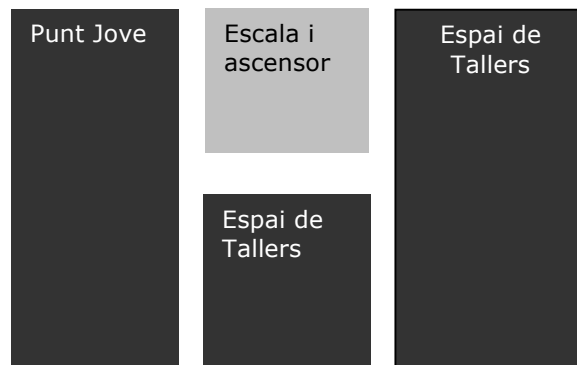 Punt Jove
Escala i
ascensor
Espai de
Tallers
Espai de
Tallers